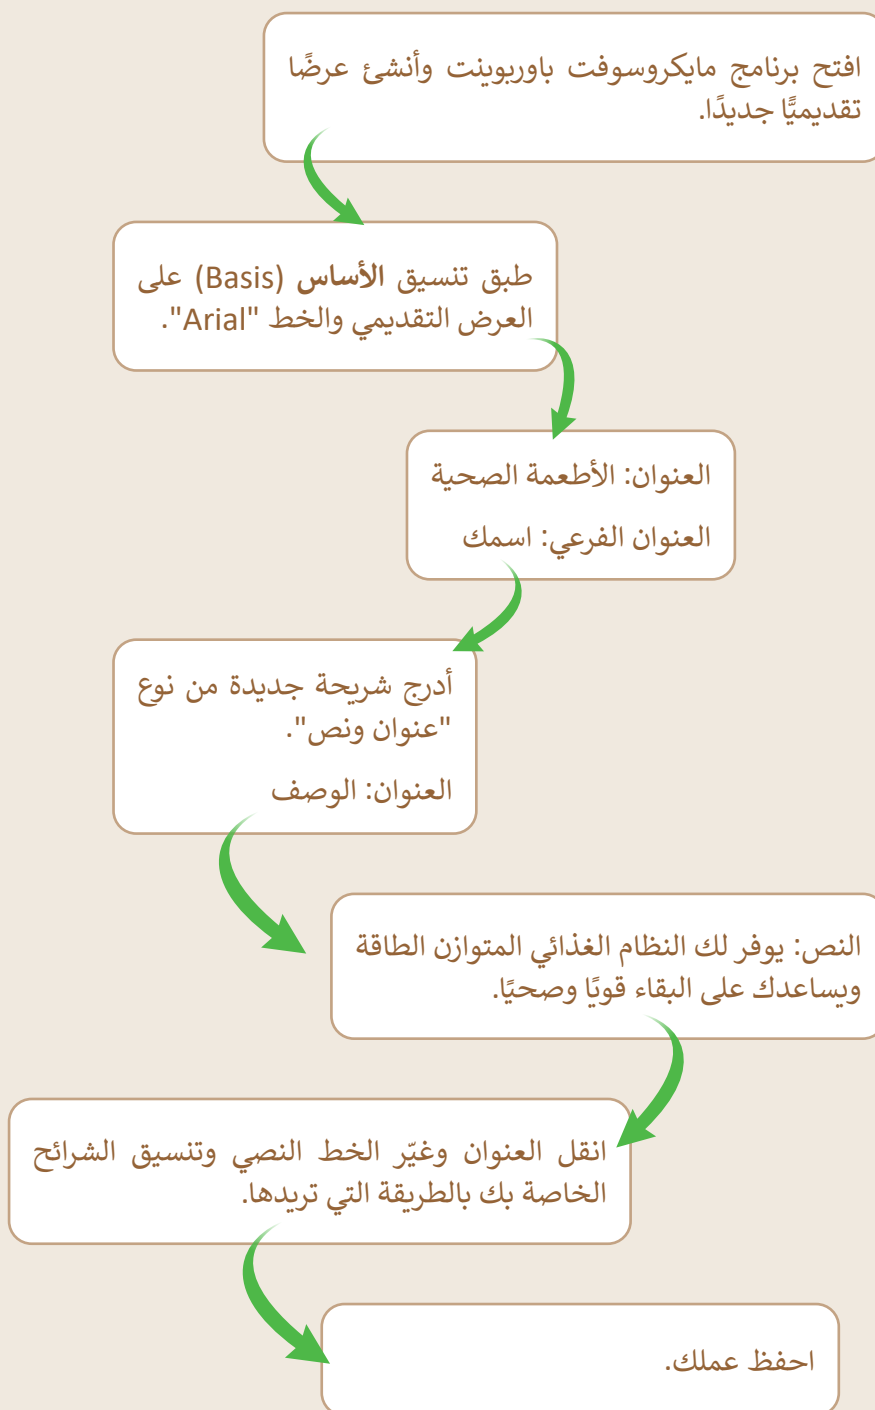 افتح برنامج مايكروسوفت باوربوينت وأنشئ عرضًا
تقديميًّا جديدًا.
طبق تنسيق الأساس (Basis) على
العرض التقديمي والخط "Arial".
العنوان: الأطعمة الصحية
العنوان الفرعي: اسمك
أدرج شريحة جديدة من نوع
"عنوان ونص".
العنوان: الوصف
النص: يوفر لك النظام الغذائي المتوازن الطاقة
ويساعدك على البقاء قويًا وصحيًا.
انقل العنوان وغيّر الخط النصي وتنسيق الشرائح
الخاصة بك بالطريقة التي تريدها.
احفظ عملك.